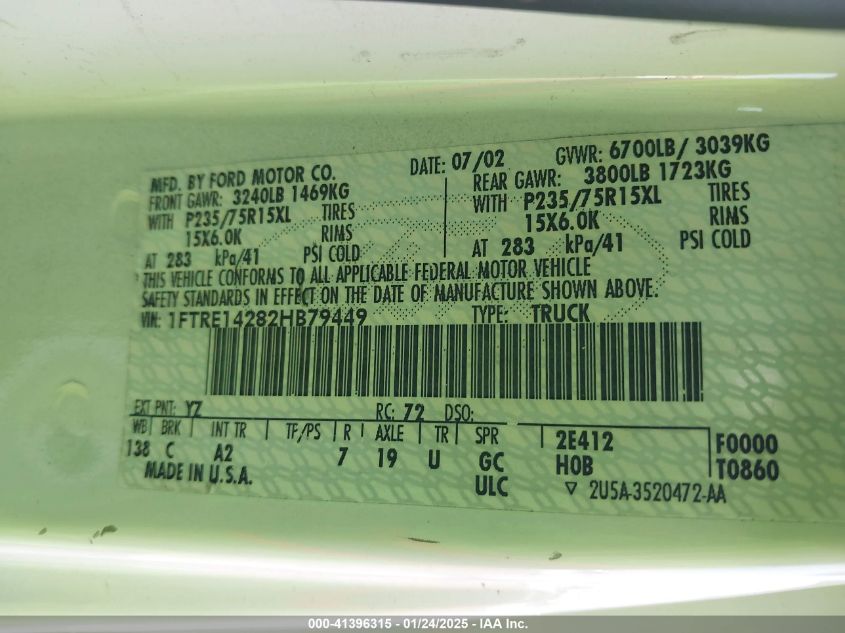 MFD. BY FORD MOTOR CO.
DATE: 07/02
GVWR: 6700LB/ 3039KG
FRONT GAWR: 3240LB 1469KG
REAR GAWR: 3800LB 1723KG
WITH P235/75R15XL TIRES
WITH P235/75R15XL TIRES
15X6.0K RIMS
15X6.0K RIMS
AT 283 kPa/41 PSI COLD
AT 283 kPa/41 PSI COLD
THIS VEHICLE CONFORMS TO ALL APPLICABLE FEDERAL MOTOR VEHICLE
SAFETY STANDARDS IN EFFECT ON THE DATE OF MANUFACTURE SHOWN ABOVE.
VIN: 1FTRE14282HB79449 TYPE: TRUCK
EXT PNT: YZ RC: 72 DSO:
WB BRK INT TR TP/PS R AXLE TR SPR
138 C A2 7 19 U GC
MADE IN U.S.A. ULC
2E412 F0000
H0B T0860
▽ 2U5A-3520472-AA
000-41396315 - 01/24/2025 - IAA Inc.